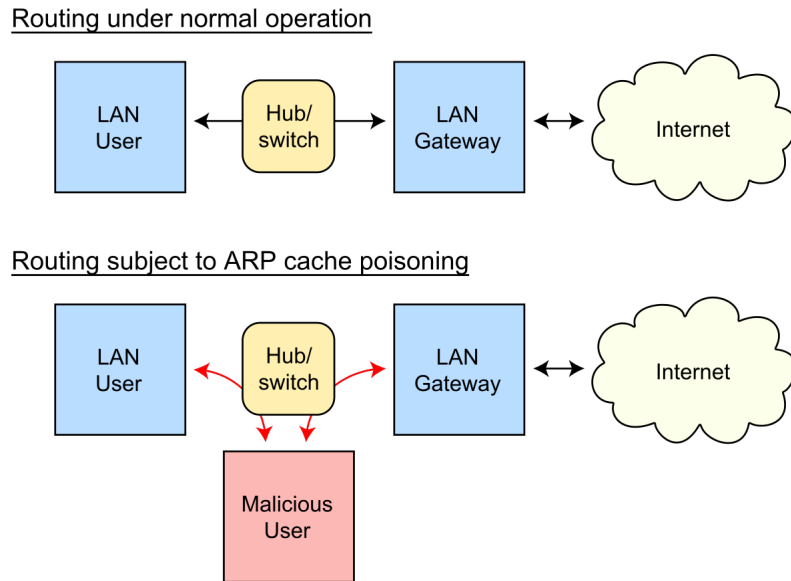 Routing under normal operation
LAN
User
Hub/
switch
LAN
Gateway
Internet
Routing subject to ARP cache poisoning
LAN
User
Hub/
switch
LAN
Gateway
Internet
Malicious
User